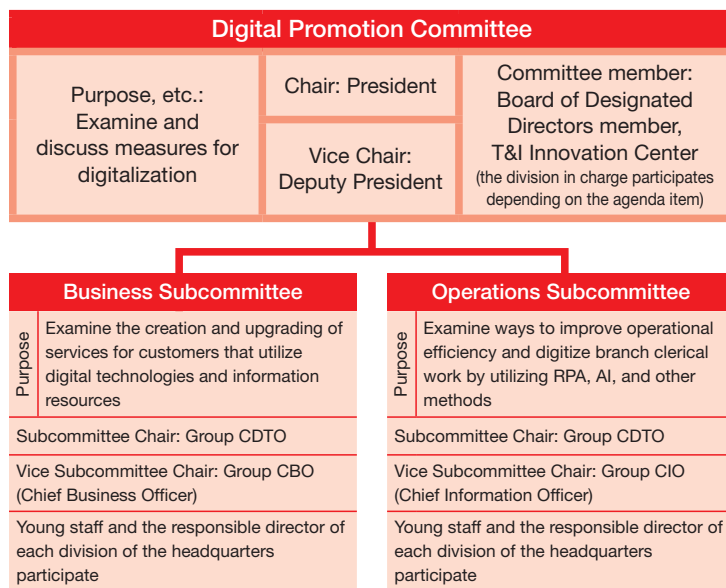 Digital Promotion Committee
Purpose, etc.:
Examine and
discuss measures for
digitalization
Chair: President
Vice Chair:
Deputy President
Committee member:
Board of Designated
Directors member,
T&I Innovation Center
(the division in charge participates
depending on the agenda item)
Business Subcommittee
Purpose
Examine the creation and upgrading of
services for customers that utilize
digital technologies and information
resources
Subcommittee Chair: Group CDTO
Vice Subcommittee Chair: Group CBO
(Chief Business Officer)
Young staff and the responsible director of
each division of the headquarters
participate
Operations Subcommittee
Purpose
Examine ways to improve operational
efficiency and digitize branch clerical
work by utilizing RPA, AI, and other
methods
Subcommittee Chair: Group CDTO
Vice Subcommittee Chair: Group CIO
(Chief Information Officer)
Young staff and the responsible director of
each division of the headquarters
participate